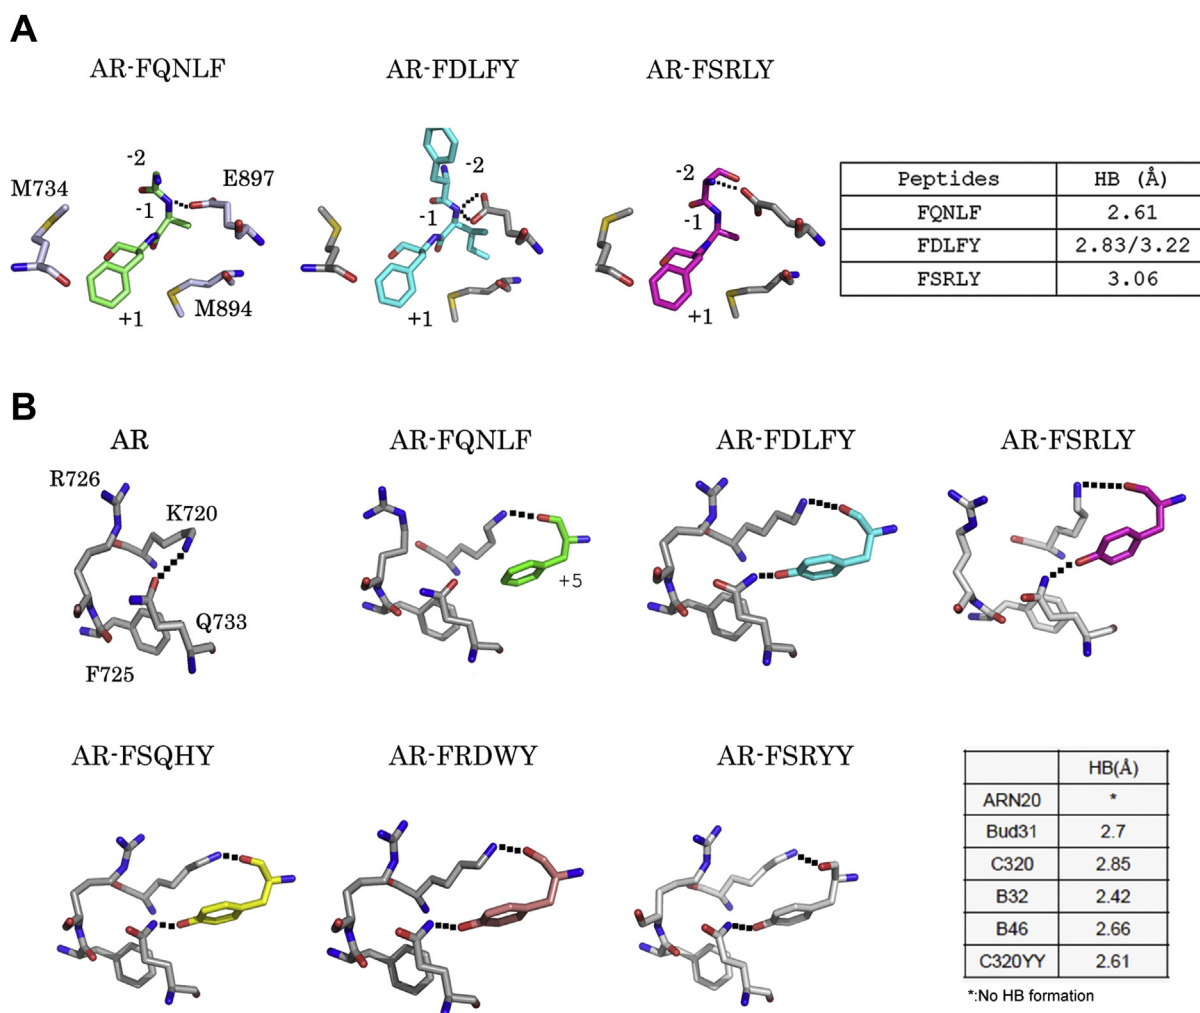 A
AR-FQNLF
AR-FDLFY
AR-FSRLY
-2
M734
E897
-1
M894
+1
-2
-1
+1
-2
-1
+1
Peptides HB (Å)
FQNLF 2.61
FDLFY 2.83/3.22
FSRLY 3.06
B
AR
AR-FQNLF
AR-FDLFY
AR-FSRLY
R726
K720
Q733
F725
+5
AR-FSQHY
AR-FRDWY
AR-FSRYY
HB(Å)
ARN20 *
Bud31 2.7
C320 2.85
B32 2.42
B46 2.66
C320YY 2.61
*:No HB formation